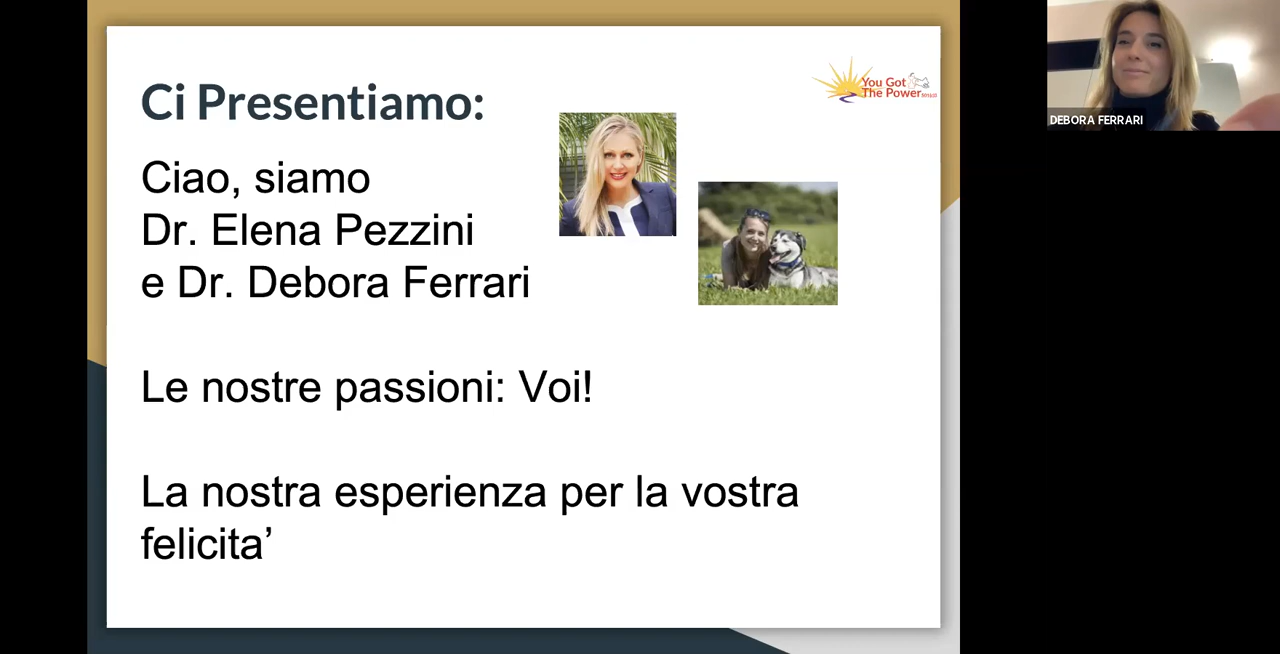 Ci Presentiamo:
You Got
The Power
Ciao, siamo
Dr. Elena Pezzini
e Dr. Debora Ferrari
Le nostre passioni: Voi!
La nostra esperienza per la vostra
felicita’
DEBORA FERRARI